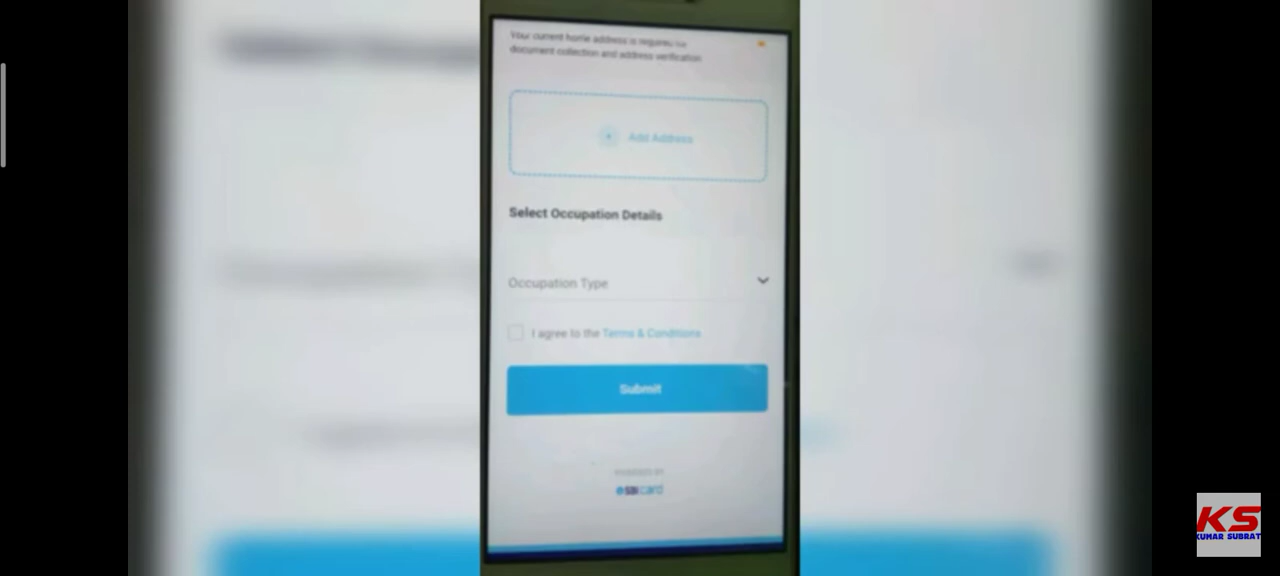 Your current home address is required for
document collection and address verification
Add Address
Select Occupation Details
Occupation Type
I agree to the Terms & Conditions
Submit
POWERED BY
SBI card
KS
KUMAR SUBRAT